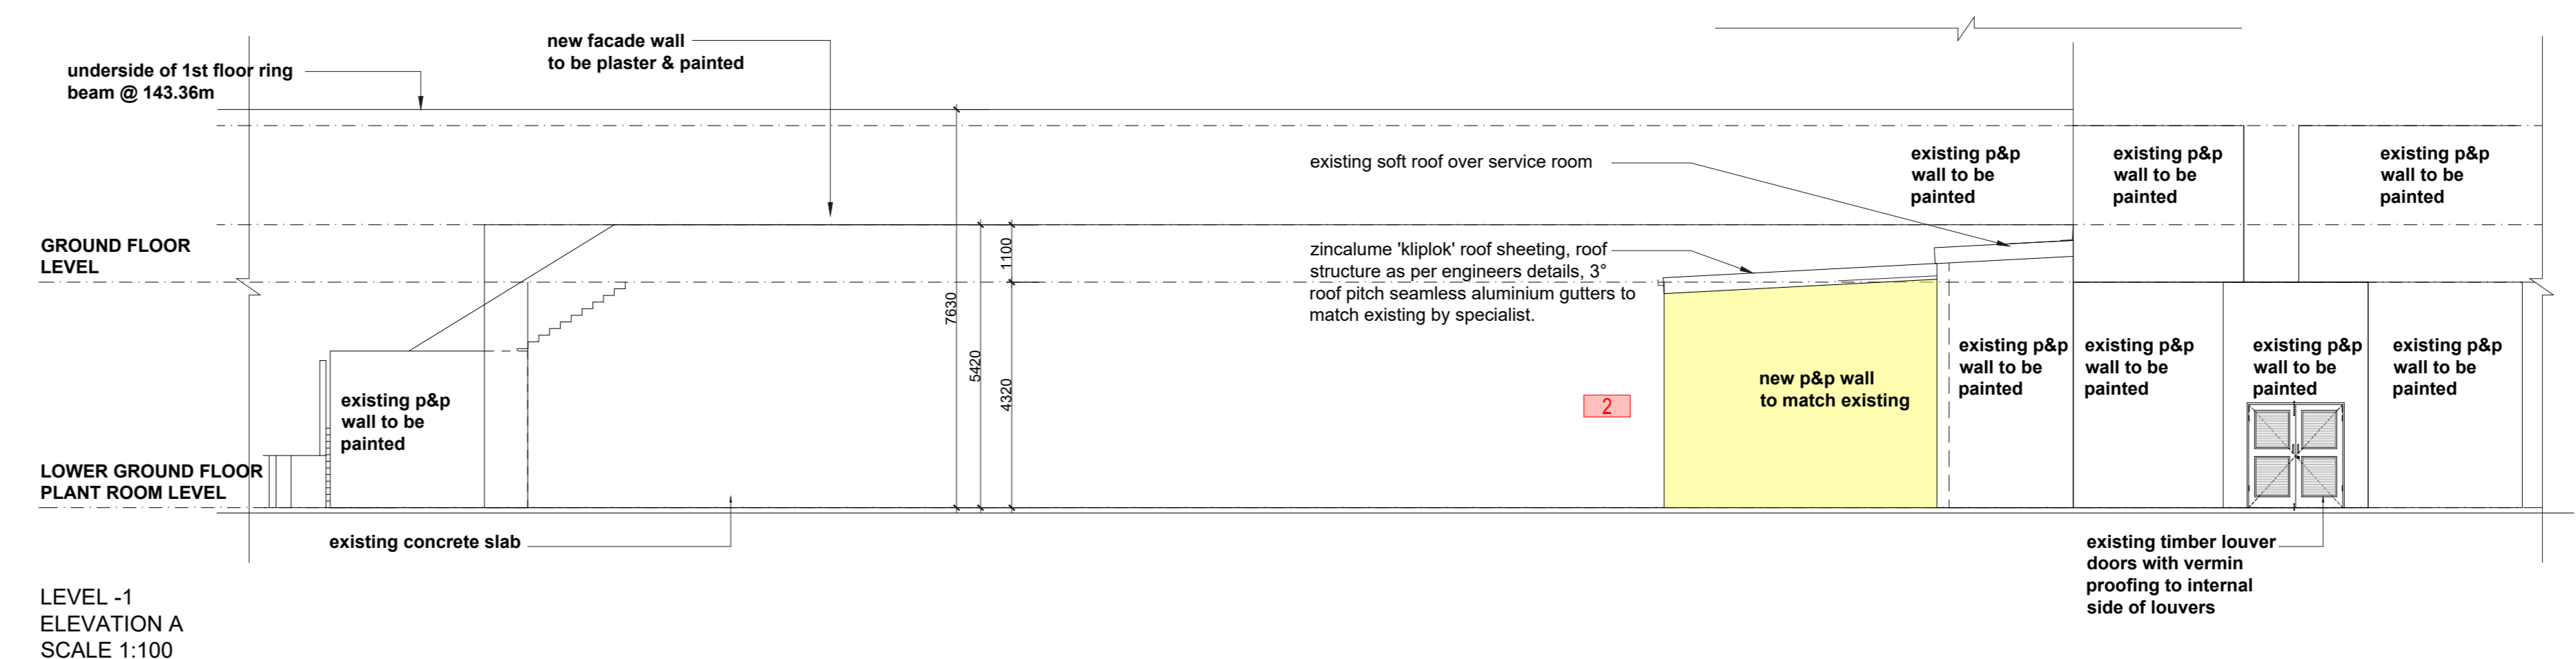 new facade wall
to be plaster & painted
underside of 1st floor ring
beam @ 143.36m
existing soft roof over service room
existing p&p
wall to be
painted
existing p&p
wall to be
painted
existing p&p
wall to be
painted
GROUND FLOOR
LEVEL
1100
7630
5420
4320
zincalume 'kliplok' roof sheeting, roof
structure as per engineers details, 3°
roof pitch seamless aluminium gutters to
match existing by specialist.
existing p&p
wall to be
painted
2
new p&p wall
to match existing
existing p&p
wall to be
painted
existing p&p
wall to be
painted
existing p&p
wall to be
painted
existing p&p
wall to be
painted
LOWER GROUND FLOOR
PLANT ROOM LEVEL
existing concrete slab
existing timber louver
doors with vermin
proofing to internal
side of louvers
LEVEL -1
ELEVATION A
SCALE 1:100